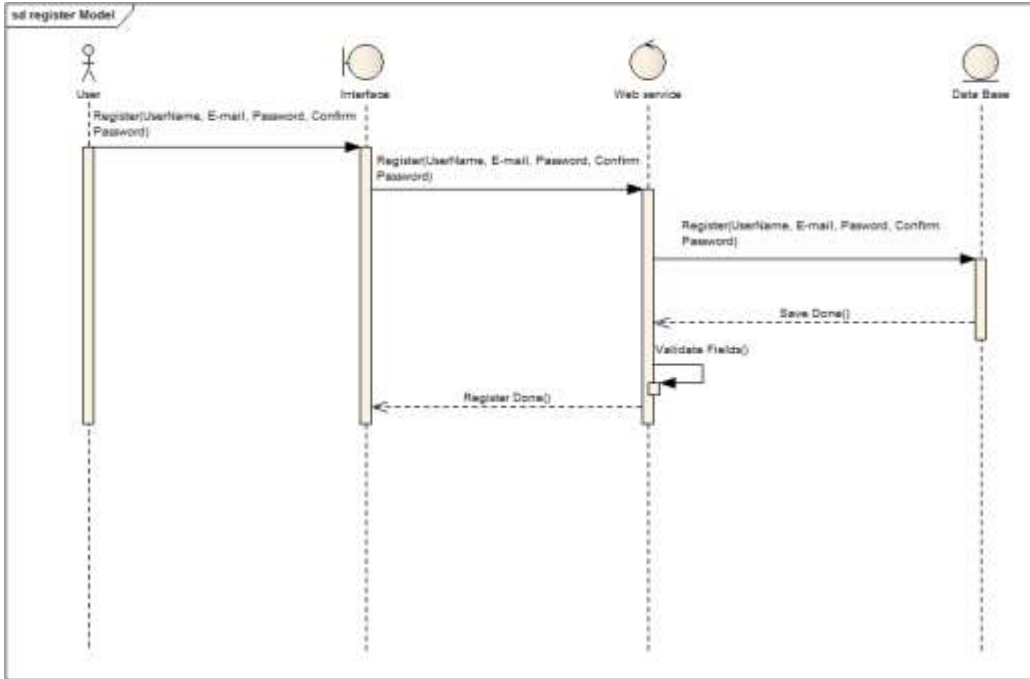 sd register Model
User
Interface
Web service
Data Base
Register(UserName, E-mail, Password, Confirm
Password)
Register(UserName, E-mail, Password, Confirm
Password)
Register(UserName, E-mail, Pasword, Confirm
Password)
Save Done()
Validate Fields()
Register Done()